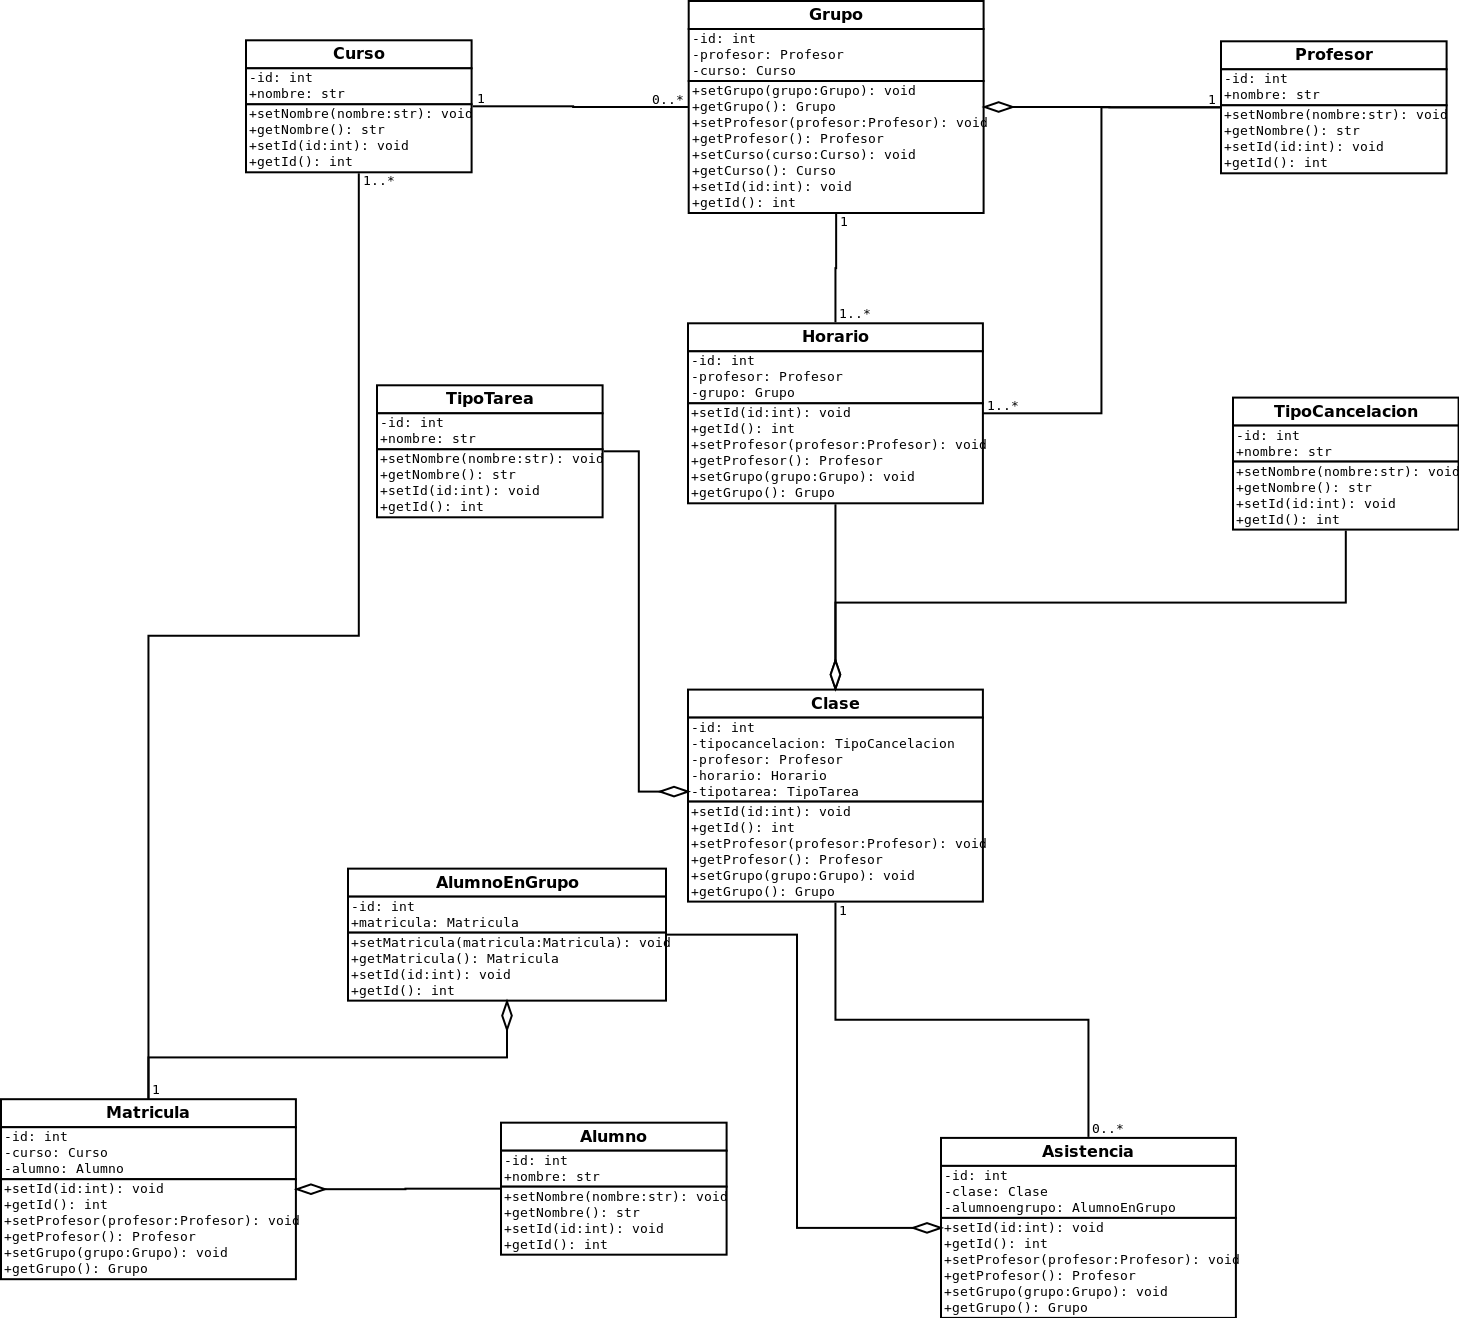 Grupo
-id: int
-profesor: Profesor
-curso: Curso
+setGrupo(grupo:Grupo): void
+getGrupo(): Grupo
+setProfesor(profesor:Profesor): void
+getProfesor(): Profesor
+setCurso(curso:Curso): void
+getCurso(): Curso
+setId(id:int): void
+getId(): int
Curso
-id: int
+nombre: str
+setNombre(nombre:str): void
+getNombre(): str
+setId(id:int): void
+getId(): int
1
0..*
1..*
Profesor
-id: int
+nombre: str
+setNombre(nombre:str): void
+getNombre(): str
+setId(id:int): void
+getId(): int
1
1
1..*
Horario
-id: int
-profesor: Profesor
-grupo: Grupo
+setId(id:int): void
+getId(): int
+setProfesor(profesor:Profesor): void
+getProfesor(): Profesor
+setGrupo(grupo:Grupo): void
+getGrupo(): Grupo
1..*
TipoTarea
-id: int
+nombre: str
+setNombre(nombre:str): void
+getNombre(): str
+setId(id:int): void
+getId(): int
TipoCancelacion
-id: int
+nombre: str
+setNombre(nombre:str): void
+getNombre(): str
+setId(id:int): void
+getId(): int
Clase
-id: int
-tipocancelacion: TipoCancelacion
-profesor: Profesor
-horario: Horario
-tipotarea: TipoTarea
+setId(id:int): void
+getId(): int
+setProfesor(profesor:Profesor): void
+getProfesor(): Profesor
+setGrupo(grupo:Grupo): void
+getGrupo(): Grupo
1
AlumnoEnGrupo
-id: int
+matricula: Matricula
+setMatricula(matricula:Matricula): void
+getMatricula(): Matricula
+setId(id:int): void
+getId(): int
1
Matricula
-id: int
-curso: Curso
-alumno: Alumno
+setId(id:int): void
+getId(): int
+setProfesor(profesor:Profesor): void
+getProfesor(): Profesor
+setGrupo(grupo:Grupo): void
+getGrupo(): Grupo
Alumno
-id: int
+nombre: str
+setNombre(nombre:str): void
+getNombre(): str
+setId(id:int): void
+getId(): int
0..*
Asistencia
-id: int
-clase: Clase
-alumnoengrupo: AlumnoEnGrupo
+setId(id:int): void
+getId(): int
+setProfesor(profesor:Profesor): void
+getProfesor(): Profesor
+setGrupo(grupo:Grupo): void
+getGrupo(): Grupo